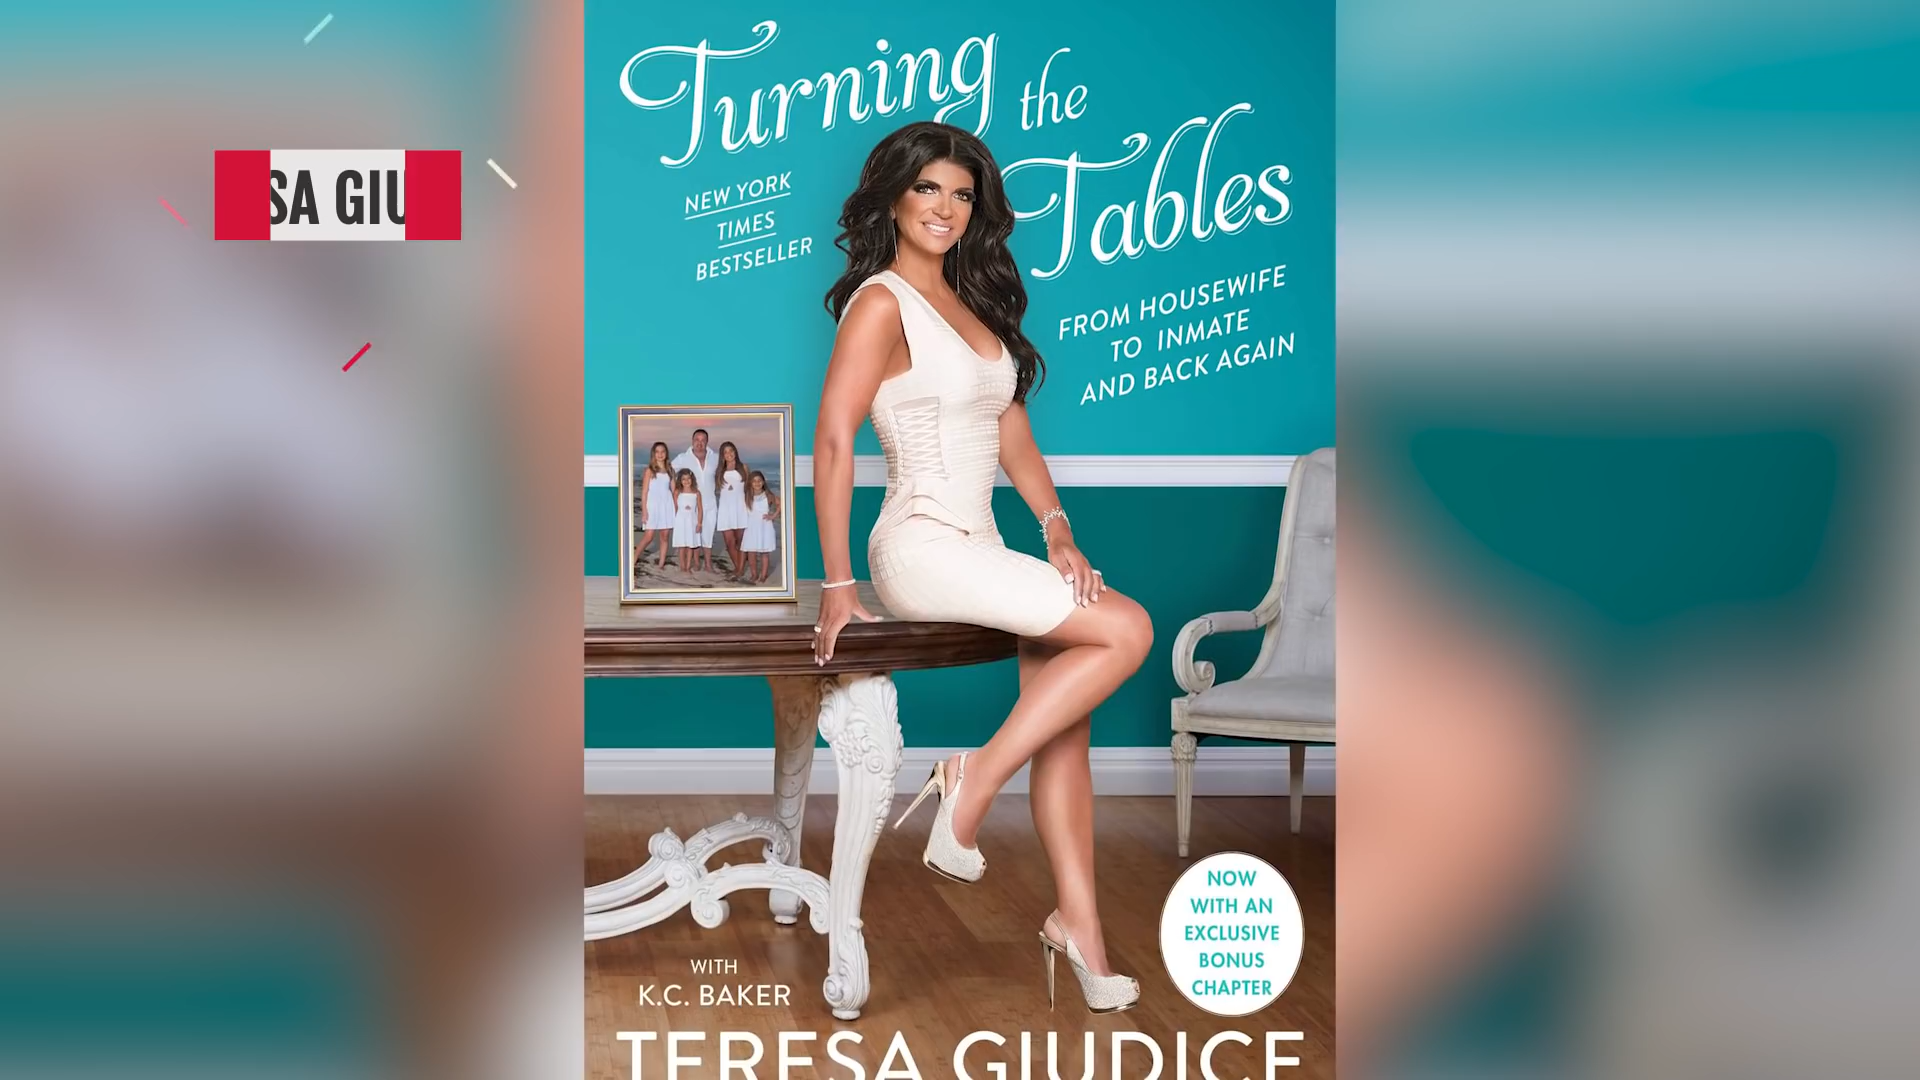 SA GIU
Turning
the
Tables
NEW YORK
TIMES
BESTSELLER
FROM HOUSEWIFE
TO INMATE
AND BACK AGAIN
NOW
WITH AN
EXCLUSIVE
BONUS
CHAPTER
WITH
K.C. BAKER
TERESA GIUDICE